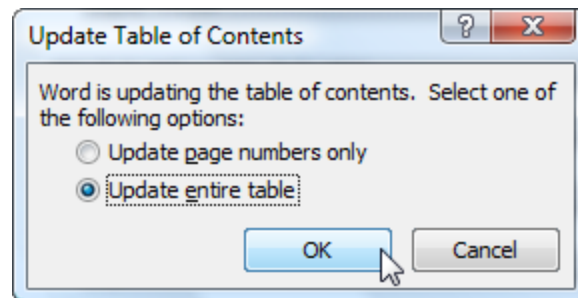 Update Table of Contents
Word is updating the table of contents. Select one of
the following options:
Update page numbers only
Update entire table
OK
Cancel